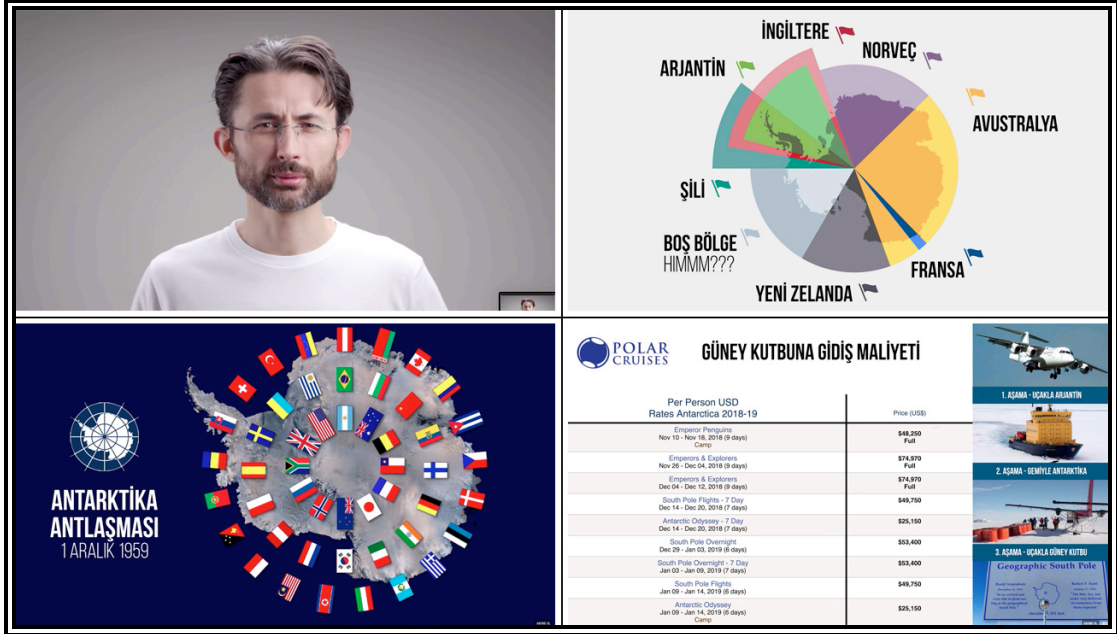 İNGİLTERE
NORVEÇ
ARJANTİN
AVUSTRALYA
ŞİLİ
BOŞ BÖLGE
HIMMM???
FRANSA
YENİ ZELANDA
ANTARKTİKA
ANTLAŞMASI
1 ARALIK 1959
POLAR
CRUISES
GÜNEY KUTBUNA GİDİŞ MALİYETİ
Per Person USD
Rates Antarctica 2018-19
Price (US$)
Emperor Penguins
Nov 10 - Nov 18, 2018 (9 days)
Camp
$48,250
Full
Emperors & Explorers
Nov 26 - Dec 04, 2018 (9 days)
$74,970
Full
Emperors & Explorers
Dec 04 - Dec 12, 2018 (9 days)
$74,970
Full
South Pole Flights - 7 Day
Dec 14 - Dec 20, 2018 (7 days)
$49,750
Antarctic Odyssey - 7 Day
Dec 14 - Dec 20, 2018 (7 days)
$25,150
South Pole Overnight
Dec 29 - Jan 03, 2019 (6 days)
$53,400
South Pole Overnight - 7 Day
Jan 03 - Jan 09, 2019 (7 days)
$53,400
South Pole Flights
Jan 09 - Jan 14, 2019 (6 days)
$49,750
Antarctic Odyssey
Jan 09 - Jan 14, 2019 (6 days)
Camp
$25,150
1. AŞAMA - UÇAKLA ARJANTİN
2. AŞAMA - GEMİYLE ANTARKTİKA
3. AŞAMA - UÇAKLA GÜNEY KUTBU
Geographic South Pole